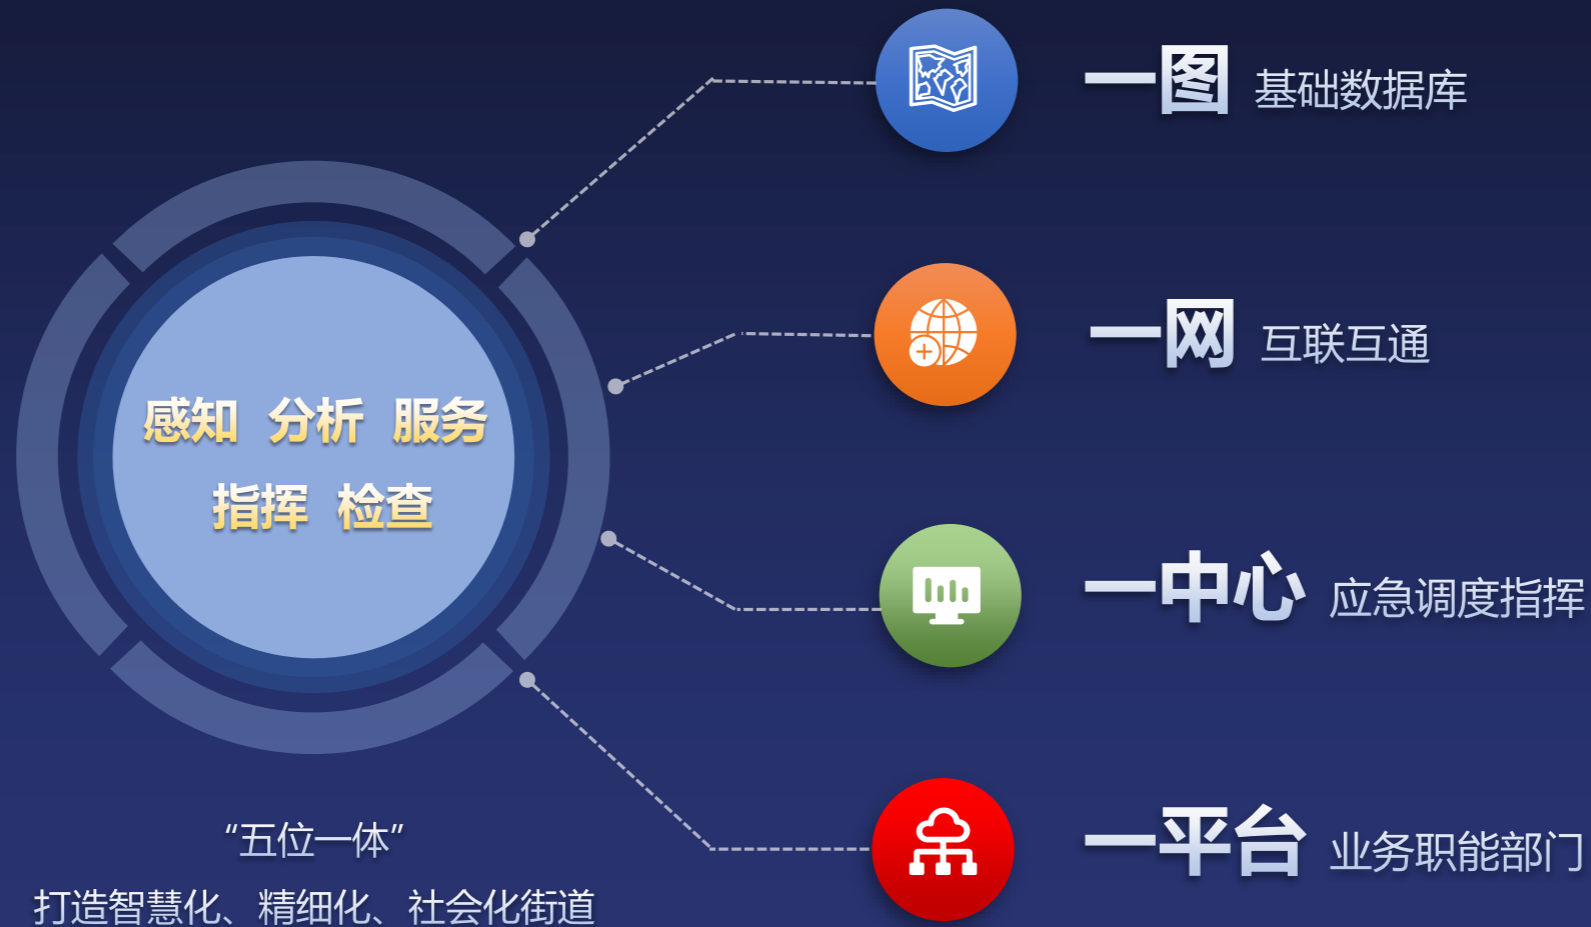 一图 基础数据库
一网 互联互通
感知 分析 服务
指挥 检查
一中心 应急调度指挥
一平台 业务职能部门
“五位一体”
打造智慧化、精细化、社会化街道